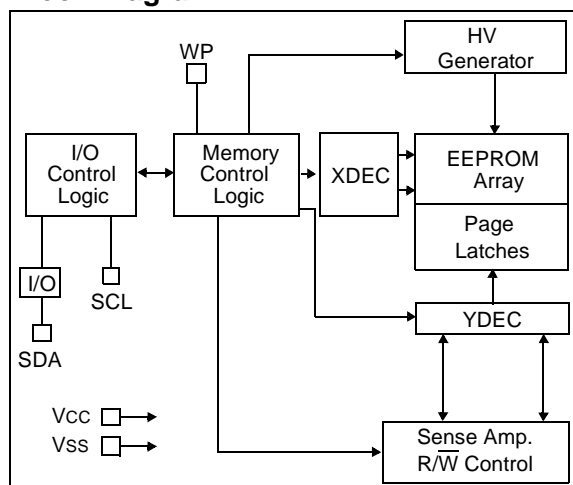 WP
HV
Generator
I/O
Control
Logic
Memory
Control
Logic
XDEC
EEPROM
Array
Page
Latches
I/O
SCL
SDA
YDEC
VCC
VSS
Sense Amp.
R/W̅ Control